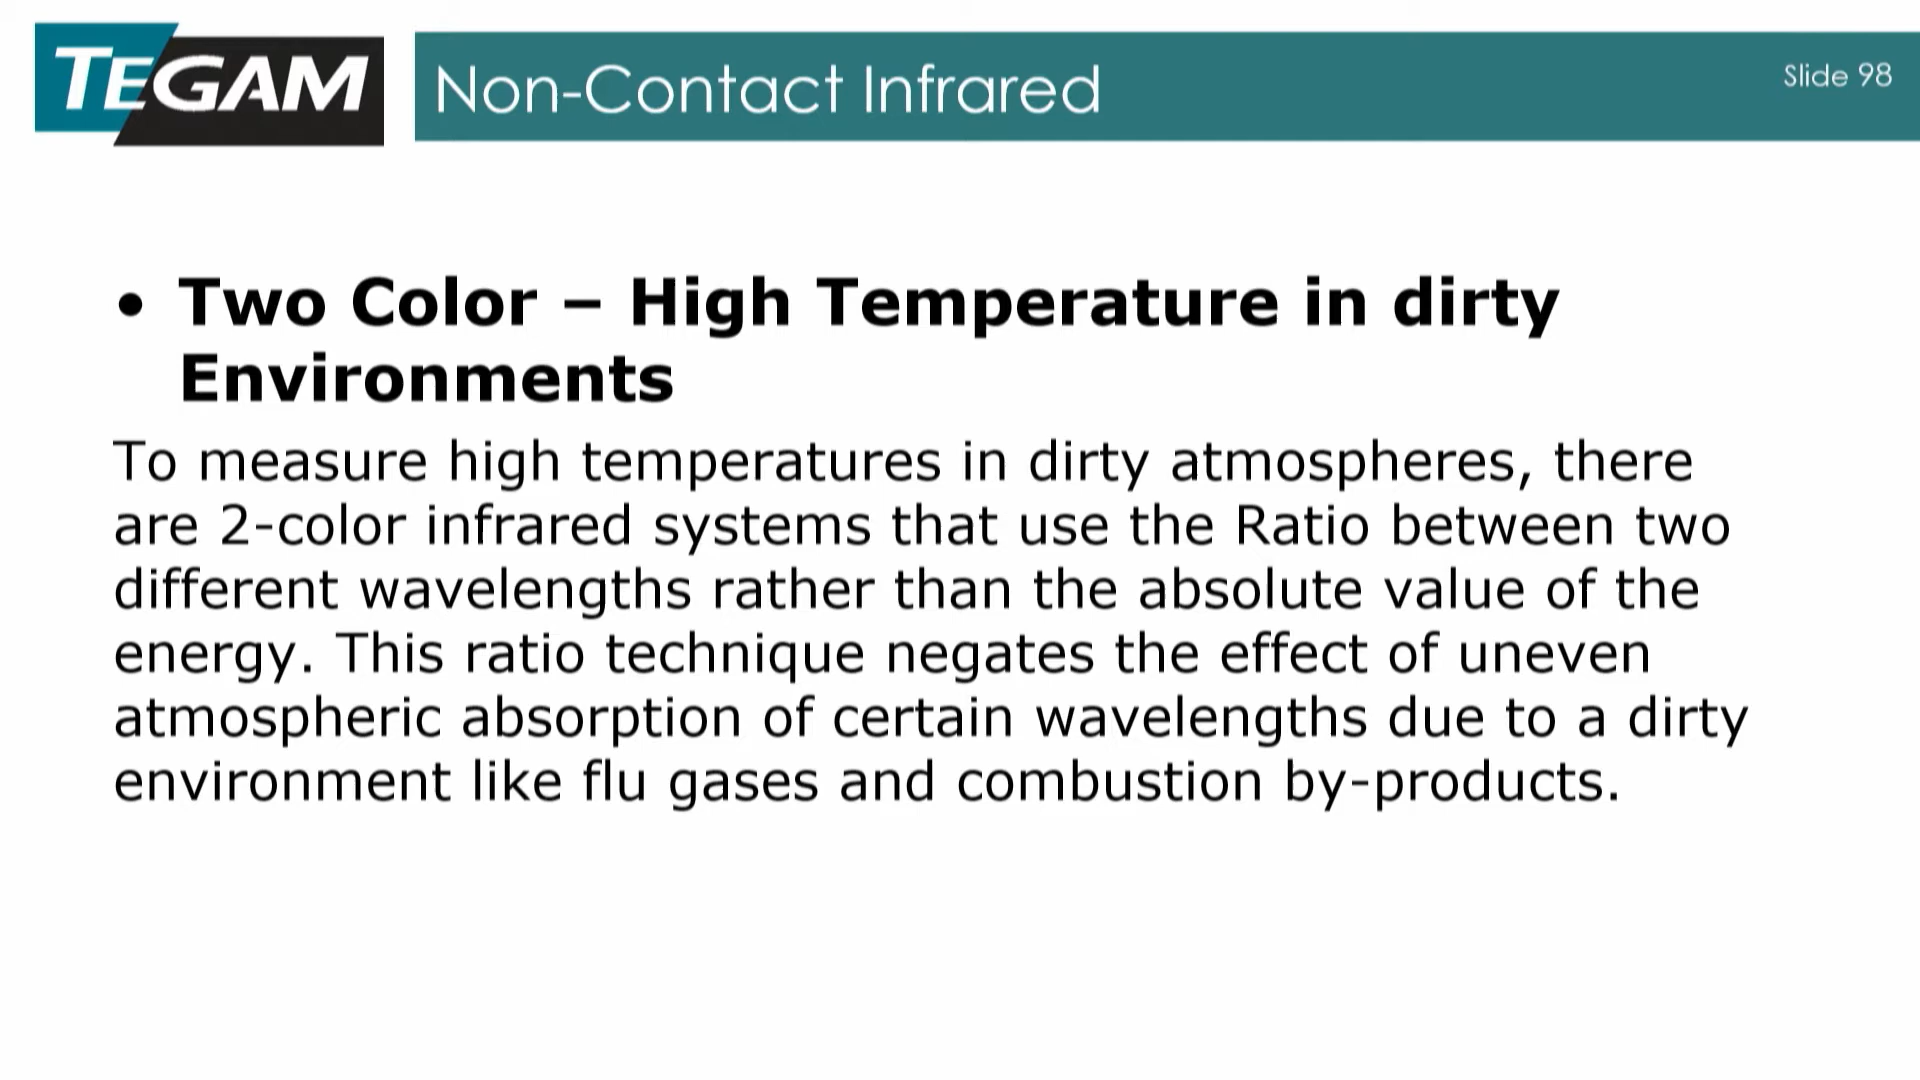 TEGAM
Non-Contact Infrared
Slide 98
• Two Color – High Temperature in dirty
Environments
To measure high temperatures in dirty atmospheres, there
are 2-color infrared systems that use the Ratio between two
different wavelengths rather than the absolute value of the
energy. This ratio technique negates the effect of uneven
atmospheric absorption of certain wavelengths due to a dirty
environment like flu gases and combustion by-products.